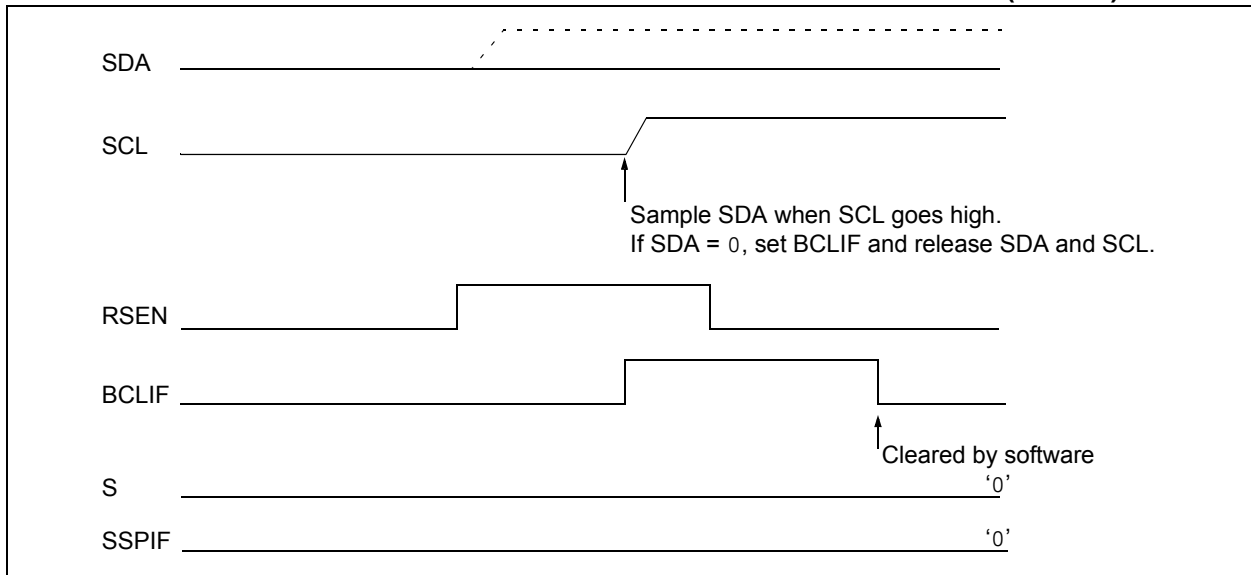 SDA
SCL
Sample SDA when SCL goes high.
If SDA = 0, set BCLIF and release SDA and SCL.
RSEN
BCLIF
Cleared by software
S
‘0’
SSPIF
‘0’